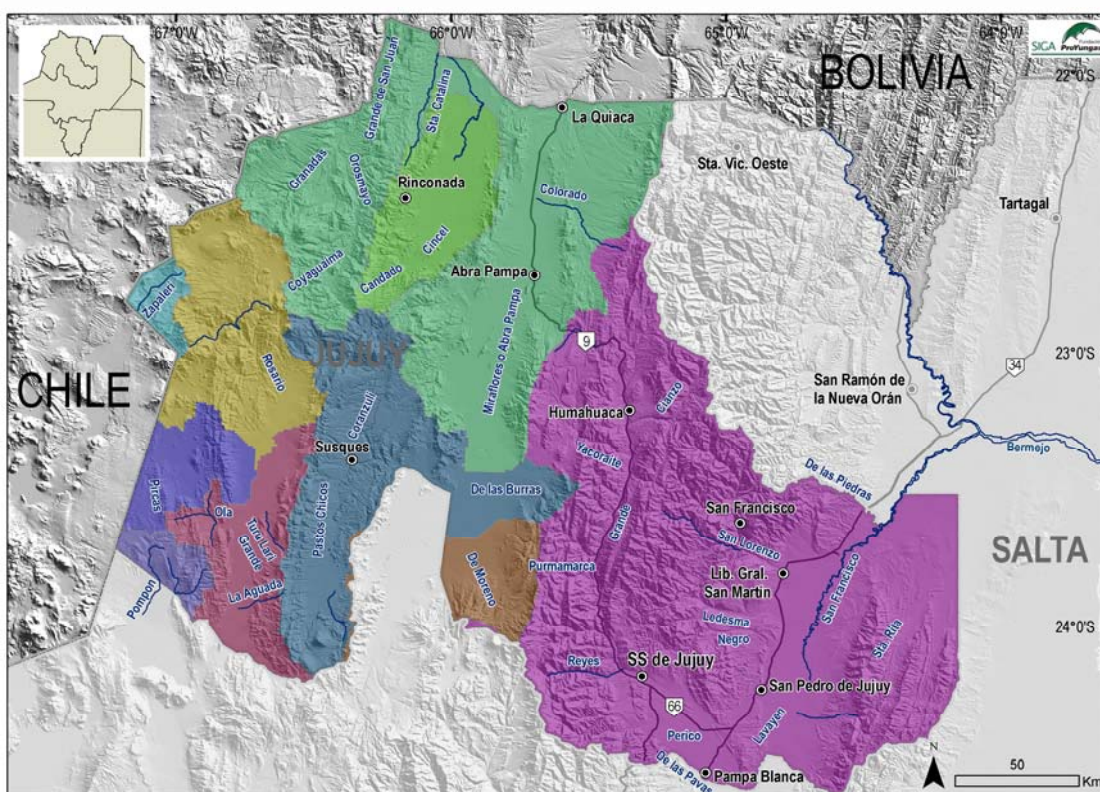 67°0'W
66°0'W
65°0'W
64°0'W
SIGA
Fundación
ProYungas
22°0'S
BOLIVIA
La Quiaca
Grande de San Juan
Sta. Catalina
Granadas
Orosmayo
Rinconada
Sta. Vic. Oeste
Colorado
Tartagal
Cincel
Candado
Coyaguaima
Abra Pampa
Zapaleri
Miraflores o Abra Pampa
JUJUY
9
23°0'S
34
CHILE
Rosario
San Ramón de
la Nueva Orán
Coranzuli
Humahuaca
Cianzo
Susques
Yacoraite
Bermejo
De las Piedras
Pircas
De las Burras
Ola
Pastos Chicos
Grande
San Francisco
San Lorenzo
SALTA
Turu Lari
Grande
Purmamarca
De Moreno
Lib. Gral.
San Martin
San Francisco
Pompon
La Aguada
Ledesma
Negro
Sta. Rita
24°0'S
Reyes
SS de Jujuy
San Pedro de Jujuy
66
Lavayen
Perico
De las Pavas
Pampa Blanca
N
50
Km